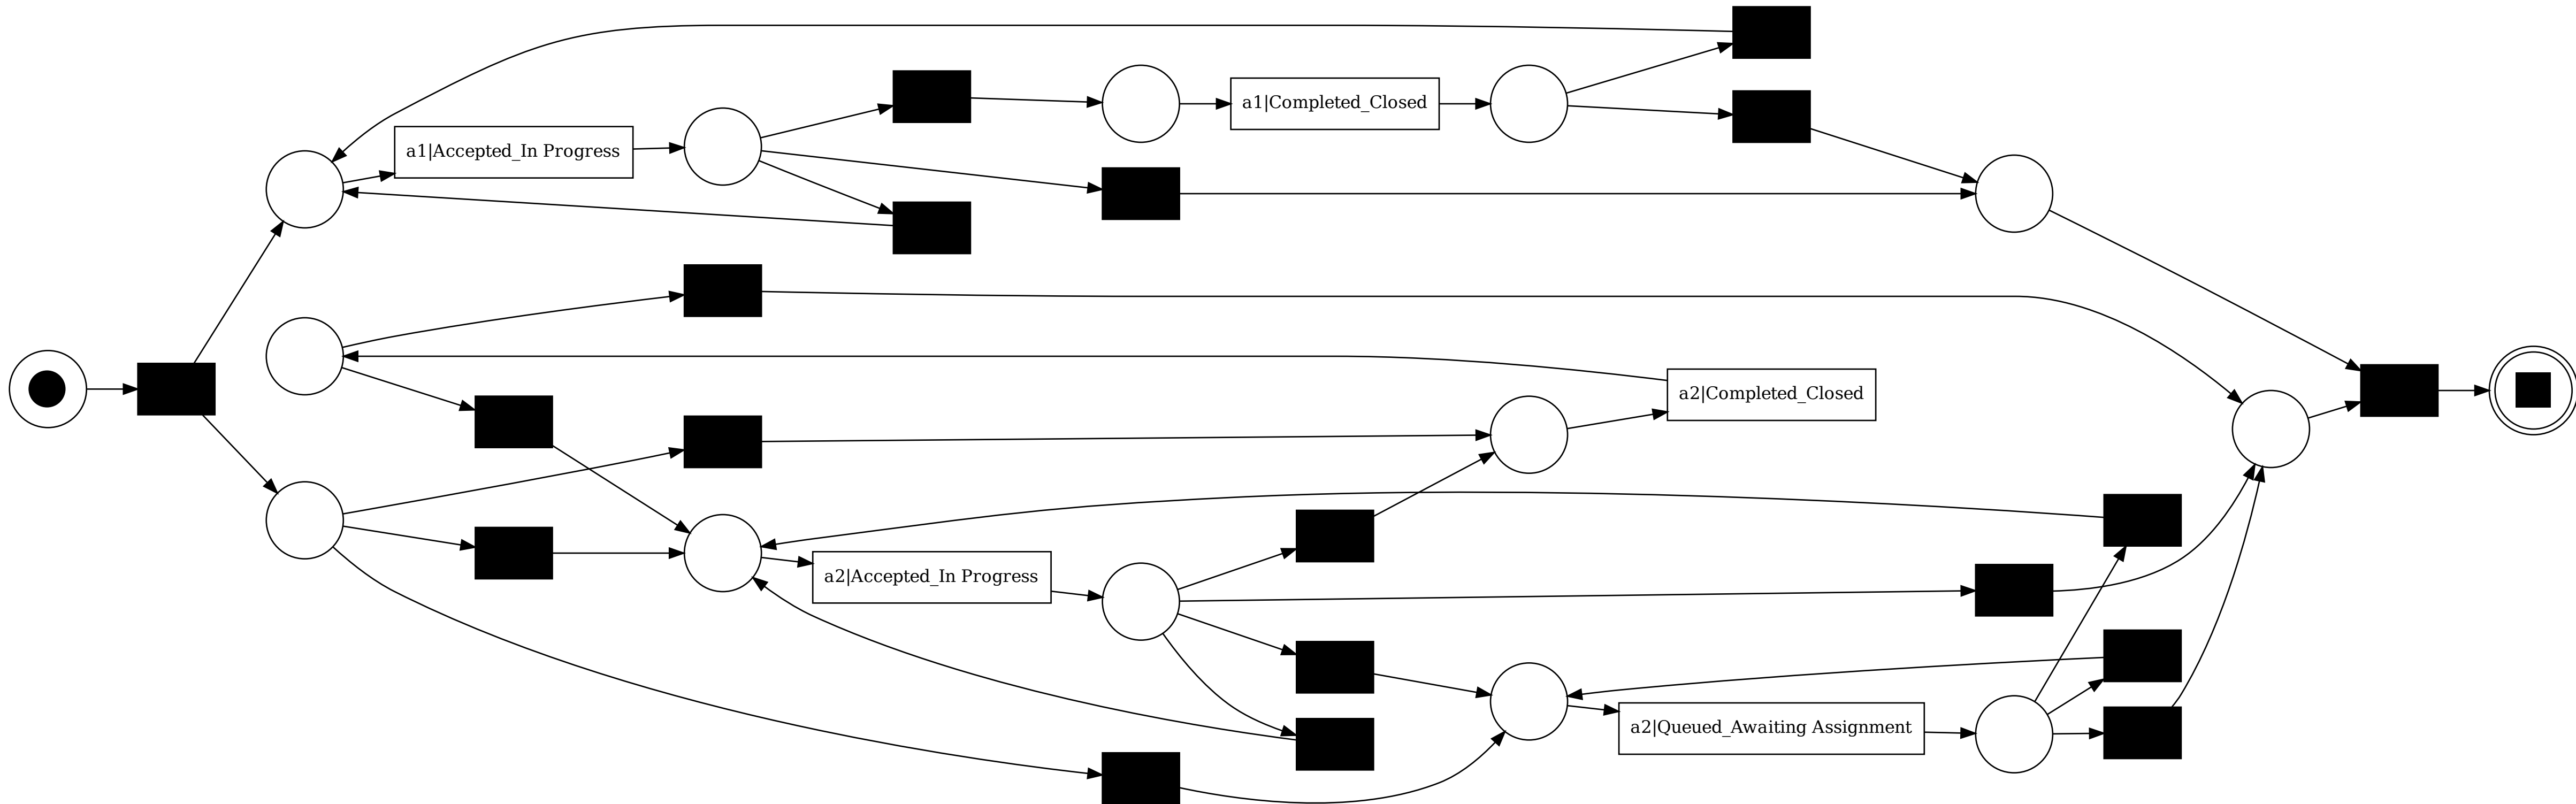 a1|Completed_Closed
a1|Accepted_In Progress
a2|Completed_Closed
a2|Accepted_In Progress
a2|Queued_Awaiting Assignment